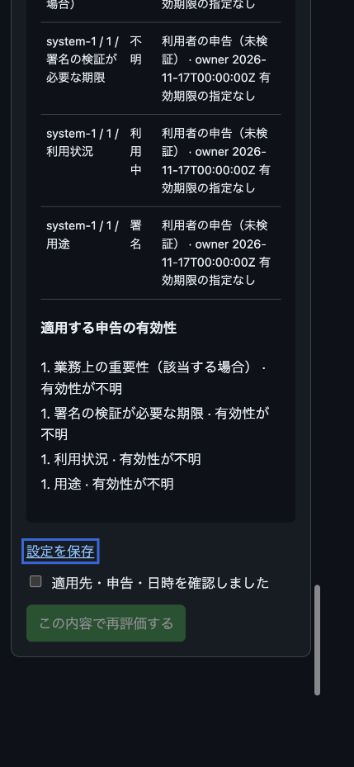 場合） 効期限の指定なし
system-1 / 1 / 不 利用者の申告（未検
署名の検証が 明 証） · owner 2026-
必要な期限 11-17T00:00:00Z 有
効期限の指定なし
system-1 / 1 / 利 利用者の申告（未検
利用状況 用 証） · owner 2026-
中 11-17T00:00:00Z 有
効期限の指定なし
system-1 / 1 / 署 利用者の申告（未検
用途 名 証） · owner 2026-
11-17T00:00:00Z 有
効期限の指定なし
適用する申告の有効性
1. 業務上の重要性（該当する場合） ·
有効性が不明
1. 署名の検証が必要な期限 · 有効性が
不明
1. 利用状況 · 有効性が不明
1. 用途 · 有効性が不明
設定を保存
適用先・申告・日時を確認しました
この内容で再評価する